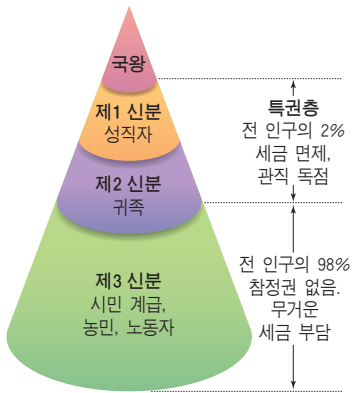 국왕
제1 신분
성직자
제2 신분
귀족
제3 신분
시민 계급,
농민, 노동자
특권층
전 인구의 2%
세금 면제,
관직 독점
전 인구의 98%
참정권 없음.
무거운
세금 부담